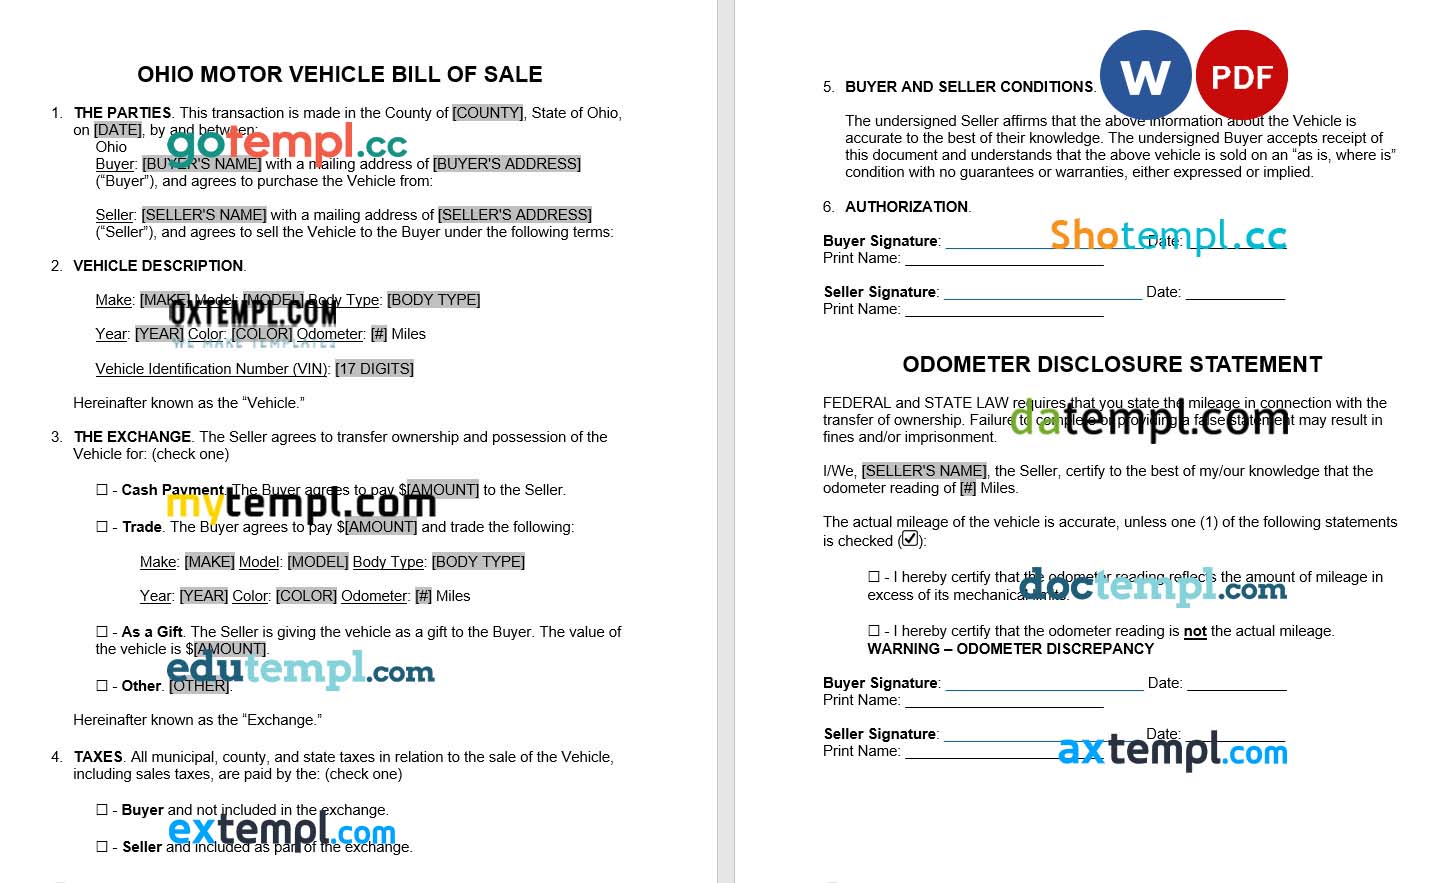 OHIO MOTOR VEHICLE BILL OF SALE
1. THE PARTIES. This transaction is made in the County of [COUNTY], State of Ohio,
on [DATE], by and between:
gotempl.cc
Ohio
Buyer: [BUYER'S NAME] with a mailing address of [BUYER'S ADDRESS]
(“Buyer”), and agrees to purchase the Vehicle from:
Seller: [SELLER'S NAME] with a mailing address of [SELLER'S ADDRESS]
(“Seller”), and agrees to sell the Vehicle to the Buyer under the following terms:
2. VEHICLE DESCRIPTION.
Make: [MAKE] Model: [MODEL] Body Type: [BODY TYPE]
OXTEMPL.COM
Year: [YEAR] Color: [COLOR] Odometer: [#] Miles
WE MAKE TEMPLATES
Vehicle Identification Number (VIN): [17 DIGITS]
Hereinafter known as the “Vehicle.”
3. THE EXCHANGE. The Seller agrees to transfer ownership and possession of the
Vehicle for: (check one)
☐ - Cash Payment. The Buyer agrees to pay $[AMOUNT] to the Seller.
mytempl.com
☐ - Trade. The Buyer agrees to pay $[AMOUNT] and trade the following:
Make: [MAKE] Model: [MODEL] Body Type: [BODY TYPE]
Year: [YEAR] Color: [COLOR] Odometer: [#] Miles
☐ - As a Gift. The Seller is giving the vehicle as a gift to the Buyer. The value of
the vehicle is $[AMOUNT].
edutempl.com
☐ - Other. [OTHER].
Hereinafter known as the “Exchange.”
4. TAXES. All municipal, county, and state taxes in relation to the sale of the Vehicle,
including sales taxes, are paid by the: (check one)
☐ - Buyer and not included in the exchange.
extempl.com
☐ - Seller and included as part of the exchange.
W PDF
5. BUYER AND SELLER CONDITIONS.
The undersigned Seller affirms that the above information about the Vehicle is
accurate to the best of their knowledge. The undersigned Buyer accepts receipt of
this document and understands that the above vehicle is sold on an “as is, where is”
condition with no guarantees or warranties, either expressed or implied.
6. AUTHORIZATION.
Shotempl.cc
Buyer Signature: ________________________ Date: ____________
Print Name: ________________________
Seller Signature: ________________________ Date: ____________
Print Name: ________________________
ODOMETER DISCLOSURE STATEMENT
FEDERAL and STATE LAW requires that you state the mileage in connection with the
transfer of ownership. Failure to complete or providing a false statement may result in
fines and/or imprisonment.
datempl.com
I/We, [SELLER'S NAME], the Seller, certify to the best of my/our knowledge that the
odometer reading of [#] Miles.
The actual mileage of the vehicle is accurate, unless one (1) of the following statements
is checked (☑):
☐ - I hereby certify that the odometer reading reflects the amount of mileage in
excess of its mechanical limits.
doctempl.com
☐ - I hereby certify that the odometer reading is not the actual mileage.
WARNING – ODOMETER DISCREPANCY
Buyer Signature: ________________________ Date: ____________
Print Name: ________________________
Seller Signature: ________________________ Date: ____________
Print Name: ________________________
axtempl.com